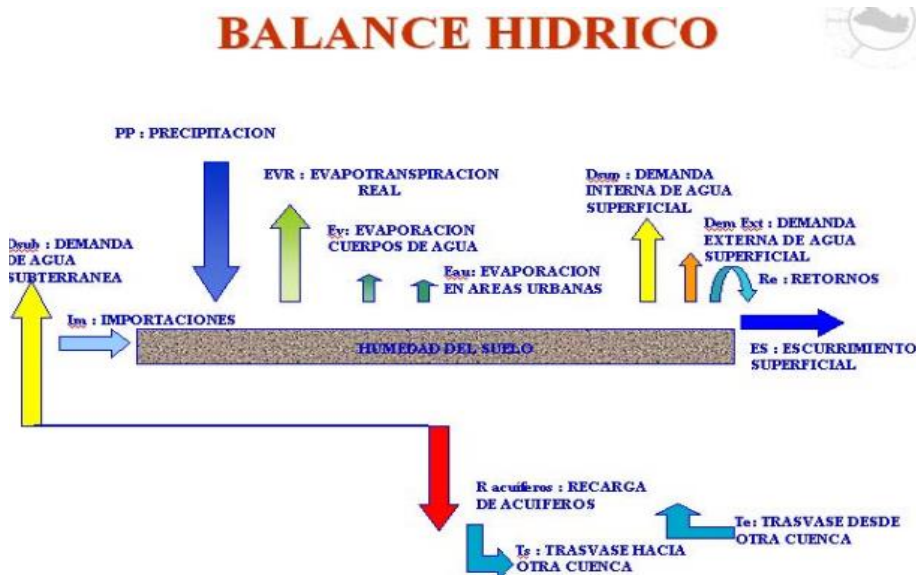 BALANCE HIDRICO
PP : PRECIPITACION
EVR : EVAPOTRANSPIRACION
REAL
Ev: EVAPORACION
CUERPOS DE AGUA
Eau: EVAPORACION
EN AREAS URBANAS
Dsup : DEMANDA
INTERNA DE AGUA
SUPERFICIAL
Dem Ext : DEMANDA
EXTERNA DE AGUA
SUPERFICIAL
Re : RETORNOS
Dsub : DEMANDA
DE AGUA
SUBTERRANEA
Im : IMPORTACIONES
HUMEDAD DEL SUELO
ES : ESCURRIMIENTO
SUPERFICIAL
R acuiferos : RECARGA
DE ACUIFEROS
Ts : TRASVASE HACIA
OTRA CUENCA
Te: TRASVASE DESDE
OTRA CUENCA